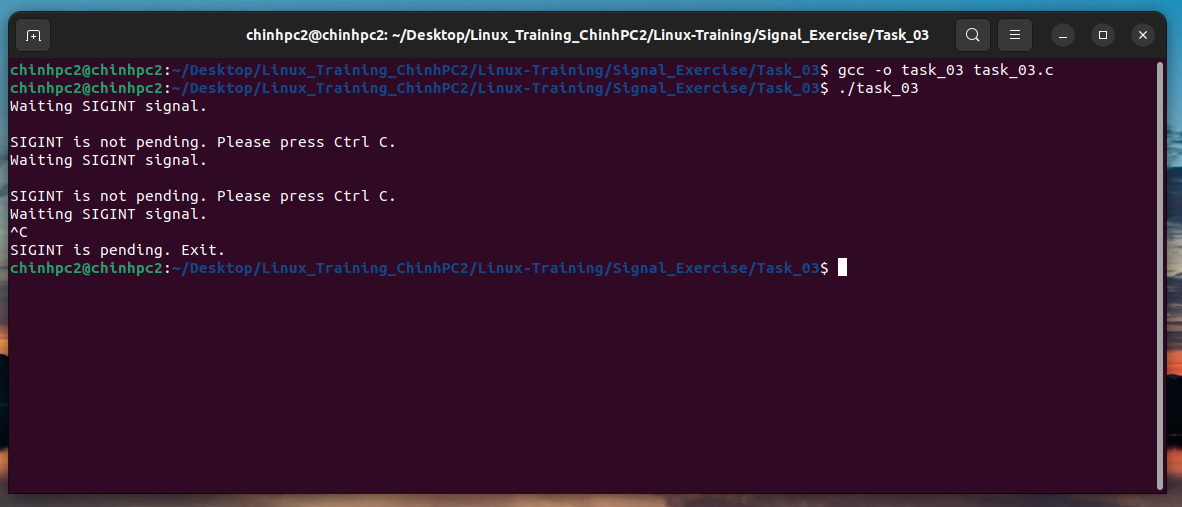 chinhpc2@chinhpc2: ~/Desktop/Linux_Training_ChinhPC2/Linux-Training/Signal_Exercise/Task_03
chinhpc2@chinhpc2:~/Desktop/Linux_Training_ChinhPC2/Linux-Training/Signal_Exercise/Task_03$ gcc -o task_03 task_03.c
chinhpc2@chinhpc2:~/Desktop/Linux_Training_ChinhPC2/Linux-Training/Signal_Exercise/Task_03$ ./task_03
Waiting SIGINT signal.
SIGINT is not pending. Please press Ctrl C.
Waiting SIGINT signal.
SIGINT is not pending. Please press Ctrl C.
Waiting SIGINT signal.
^C
SIGINT is pending. Exit.
chinhpc2@chinhpc2:~/Desktop/Linux_Training_ChinhPC2/Linux-Training/Signal_Exercise/Task_03$